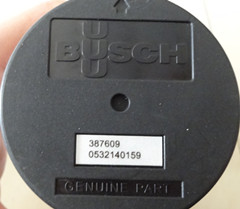 BUSCH
387609
0532140159
GENUINE PART